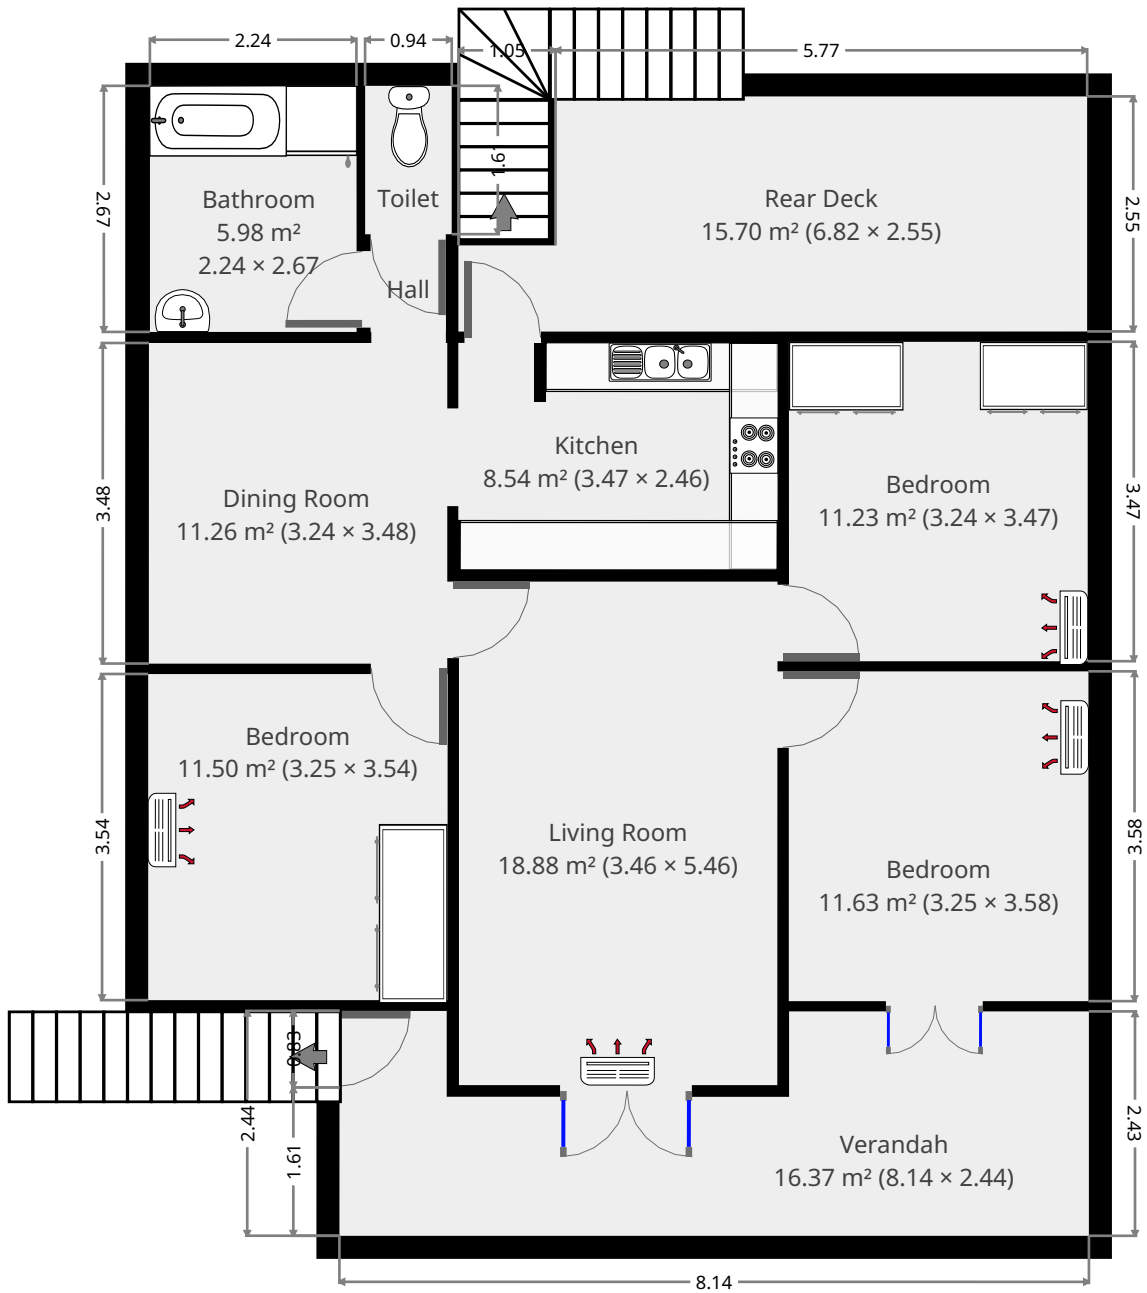 2.24
0.94
1.05
5.77
1.61
2.67
Bathroom
5.98 m²
2.24 × 2.67
Toilet
Hall
Rear Deck
15.70 m² (6.82 × 2.55)
2.55
3.48
Dining Room
11.26 m² (3.24 × 3.48)
Kitchen
8.54 m² (3.47 × 2.46)
Bedroom
11.23 m² (3.24 × 3.47)
3.47
3.54
Bedroom
11.50 m² (3.25 × 3.54)
Living Room
18.88 m² (3.46 × 5.46)
Bedroom
11.63 m² (3.25 × 3.58)
3.58
0.83
2.44
1.61
Verandah
16.37 m² (8.14 × 2.44)
2.43
8.14